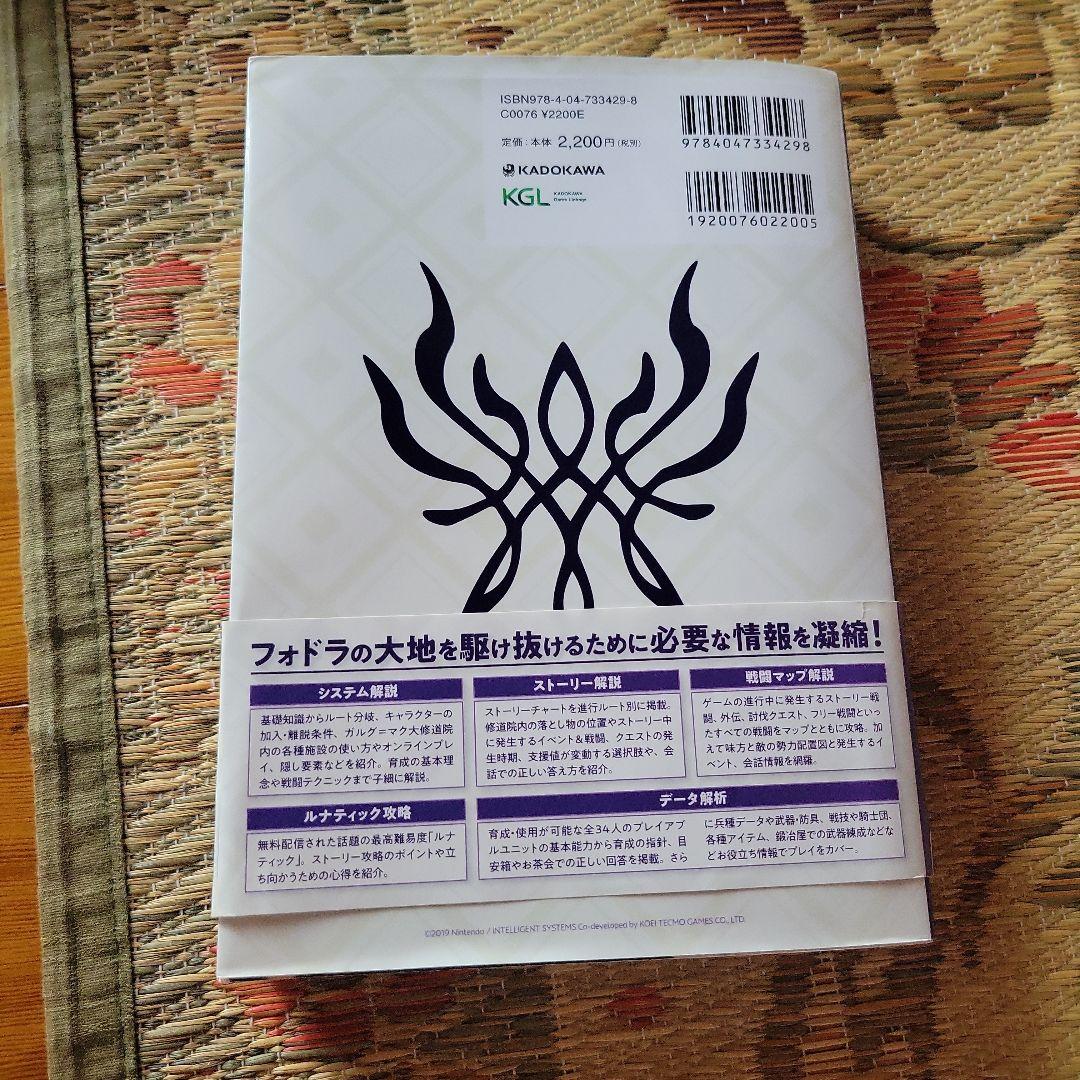 ISBN978-4-04-733429-8
C0076 ¥2200E
定価：本体 2,200円(税別)
KADOKAWA
KGL KADOKAWA
Game Linkage
9784047334298
1920076022005
フォドラの大地を駆け抜けるために必要な情報を凝縮！
システム解説
基礎知識からルート分岐、キャラクターの
加入・離脱条件、ガルグ＝マク大修道院
内の各種施設の使い方やオンラインプレ
イ、隠し要素などを紹介。育成の基本理
念や戦闘テクニックまで子細に解説。
ストーリー解説
ストーリーチャートを進行ルート別に掲載。
修道院内の落とし物の位置やストーリー中
に発生するイベント&戦闘、クエストの発
生時期、支援値が変動する選択肢や、会
話での正しい答え方を紹介。
戦闘マップ解説
ゲームの進行中に発生するストーリー戦
闘、外伝、討伐クエスト、フリー戦闘といっ
たすべての戦闘をマップとともに攻略。加
えて味方と敵の勢力配置図と発生するイ
ベント、会話情報を網羅。
ルナティック攻略
無料配信された話題の最高難易度「ルナ
ティック」。ストーリー攻略のポイントや立
ち向かうための心得を紹介。
データ解析
育成・使用が可能な全34人のプレイアブ
ルユニットの基本能力から育成の指針、目
安箱やお茶会での正しい回答を掲載。さら
に兵種データや武器・防具、戦技や騎士団、
各種アイテム、鍛冶屋での武器錬成などな
どお役立ち情報でプレイをカバー。
©2019 Nintendo / INTELLIGENT SYSTEMS Co-developed by KOEI TECMO GAMES CO., LTD.